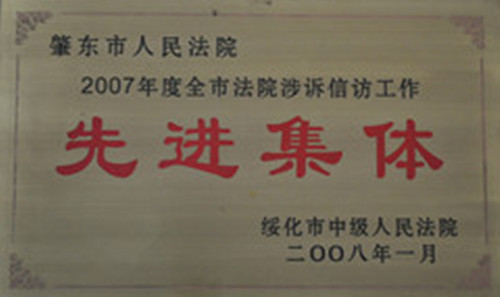 肇东市人民法院
2007年度全市法院涉诉信访工作
先进集体
绥化市中级人民法院
二〇〇八年一月